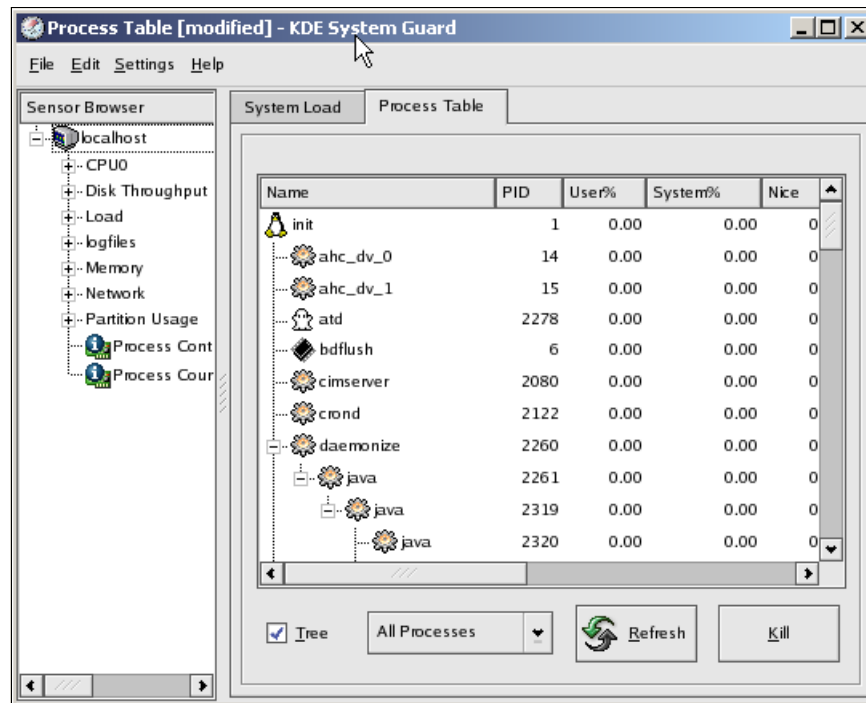 Process Table [modified] - KDE System Guard
File Edit Settings Help
Sensor Browser
localhost
CPU0
Disk Throughput
Load
logfiles
Memory
Network
Partition Usage
Process Cont
Process Cour
System Load Process Table
Name PID User% System% Nice
init 1 0.00 0.00 0
ahc_dv_0 14 0.00 0.00 0
ahc_dv_1 15 0.00 0.00 0
atd 2278 0.00 0.00 0
bdflush 6 0.00 0.00 0
cimserver 2080 0.00 0.00 0
crond 2122 0.00 0.00 0
daemonize 2260 0.00 0.00 0
java 2261 0.00 0.00 0
java 2319 0.00 0.00 0
java 2320 0.00 0.00 0
Tree All Processes Refresh Kill